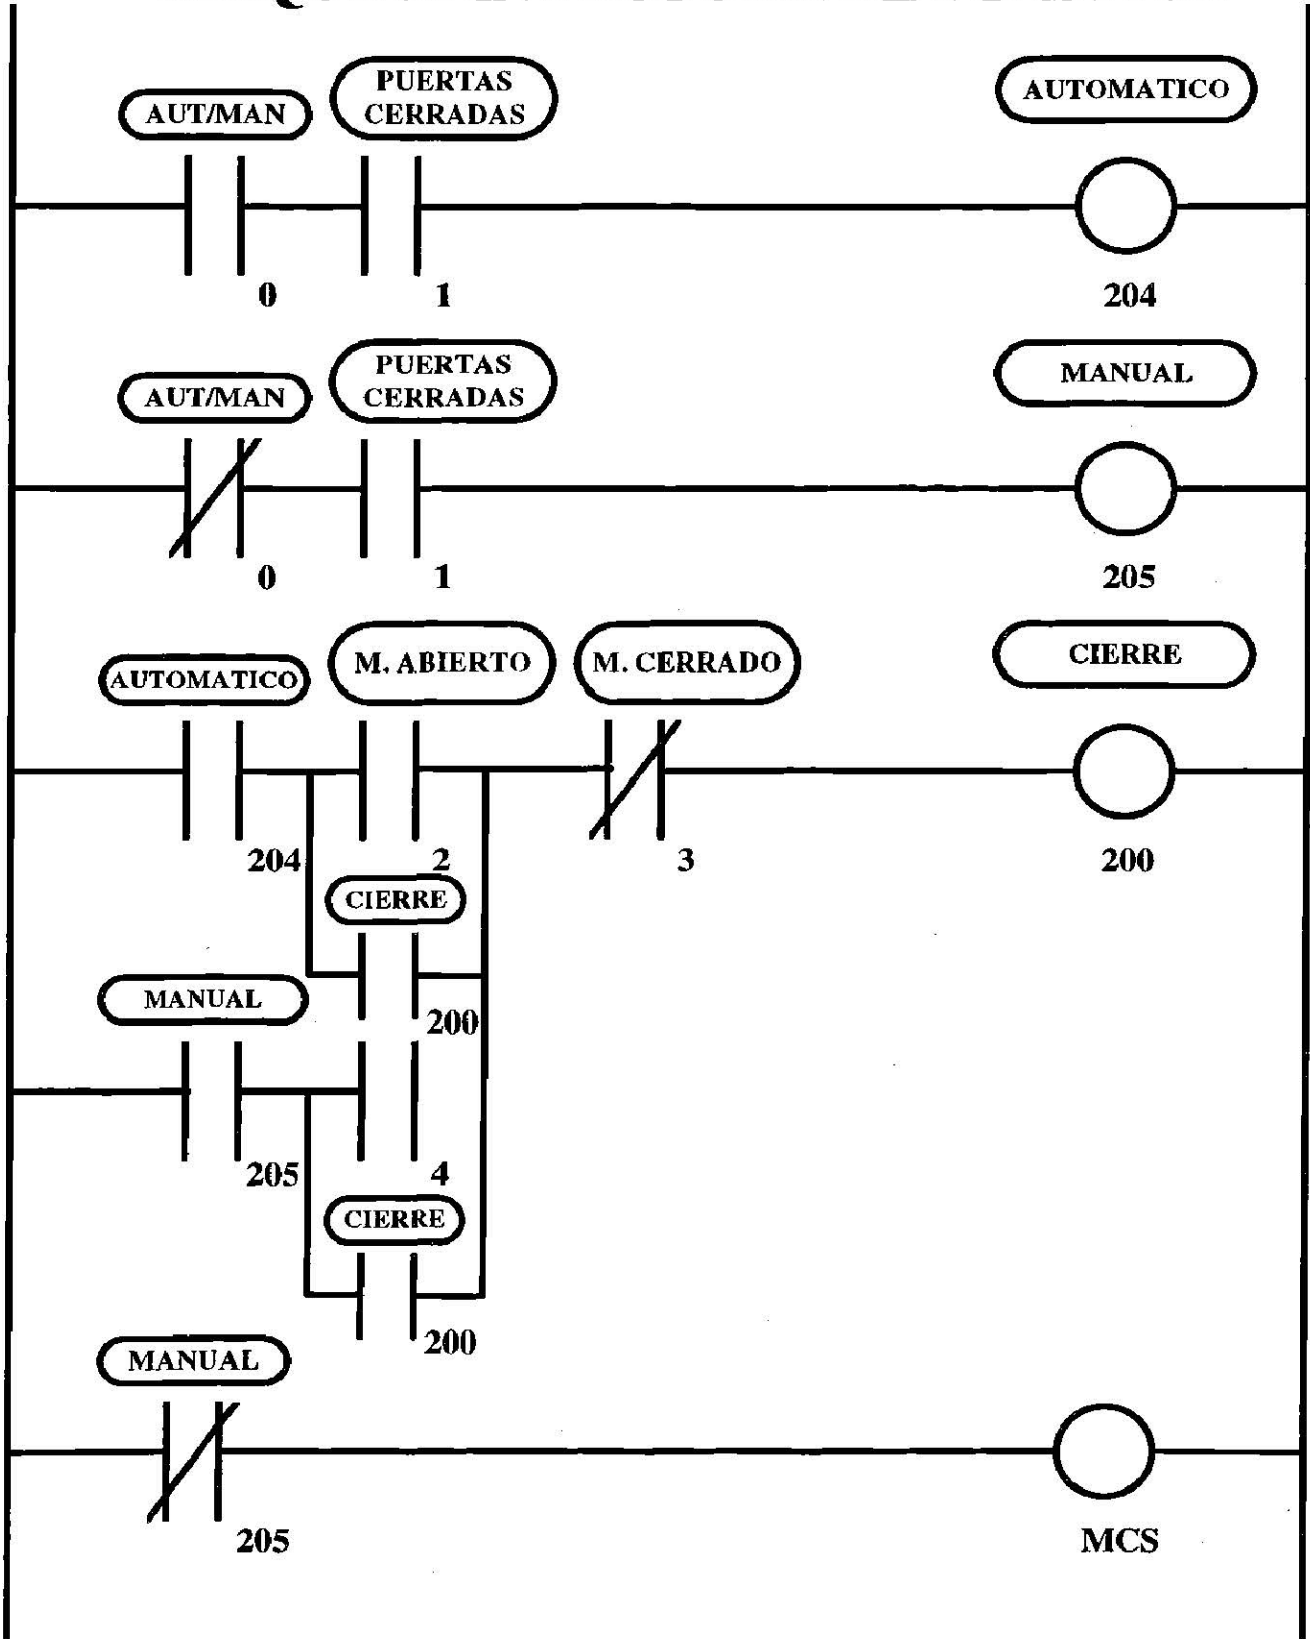 PUERTAS
CERRADAS
AUT/MAN
AUTOMATICO
0
1
204
PUERTAS
CERRADAS
AUT/MAN
MANUAL
0
1
205
AUTOMATICO
M. ABIERTO
M. CERRADO
CIERRE
204
2
3
200
CIERRE
MANUAL
200
205
4
CIERRE
200
MANUAL
205
MCS